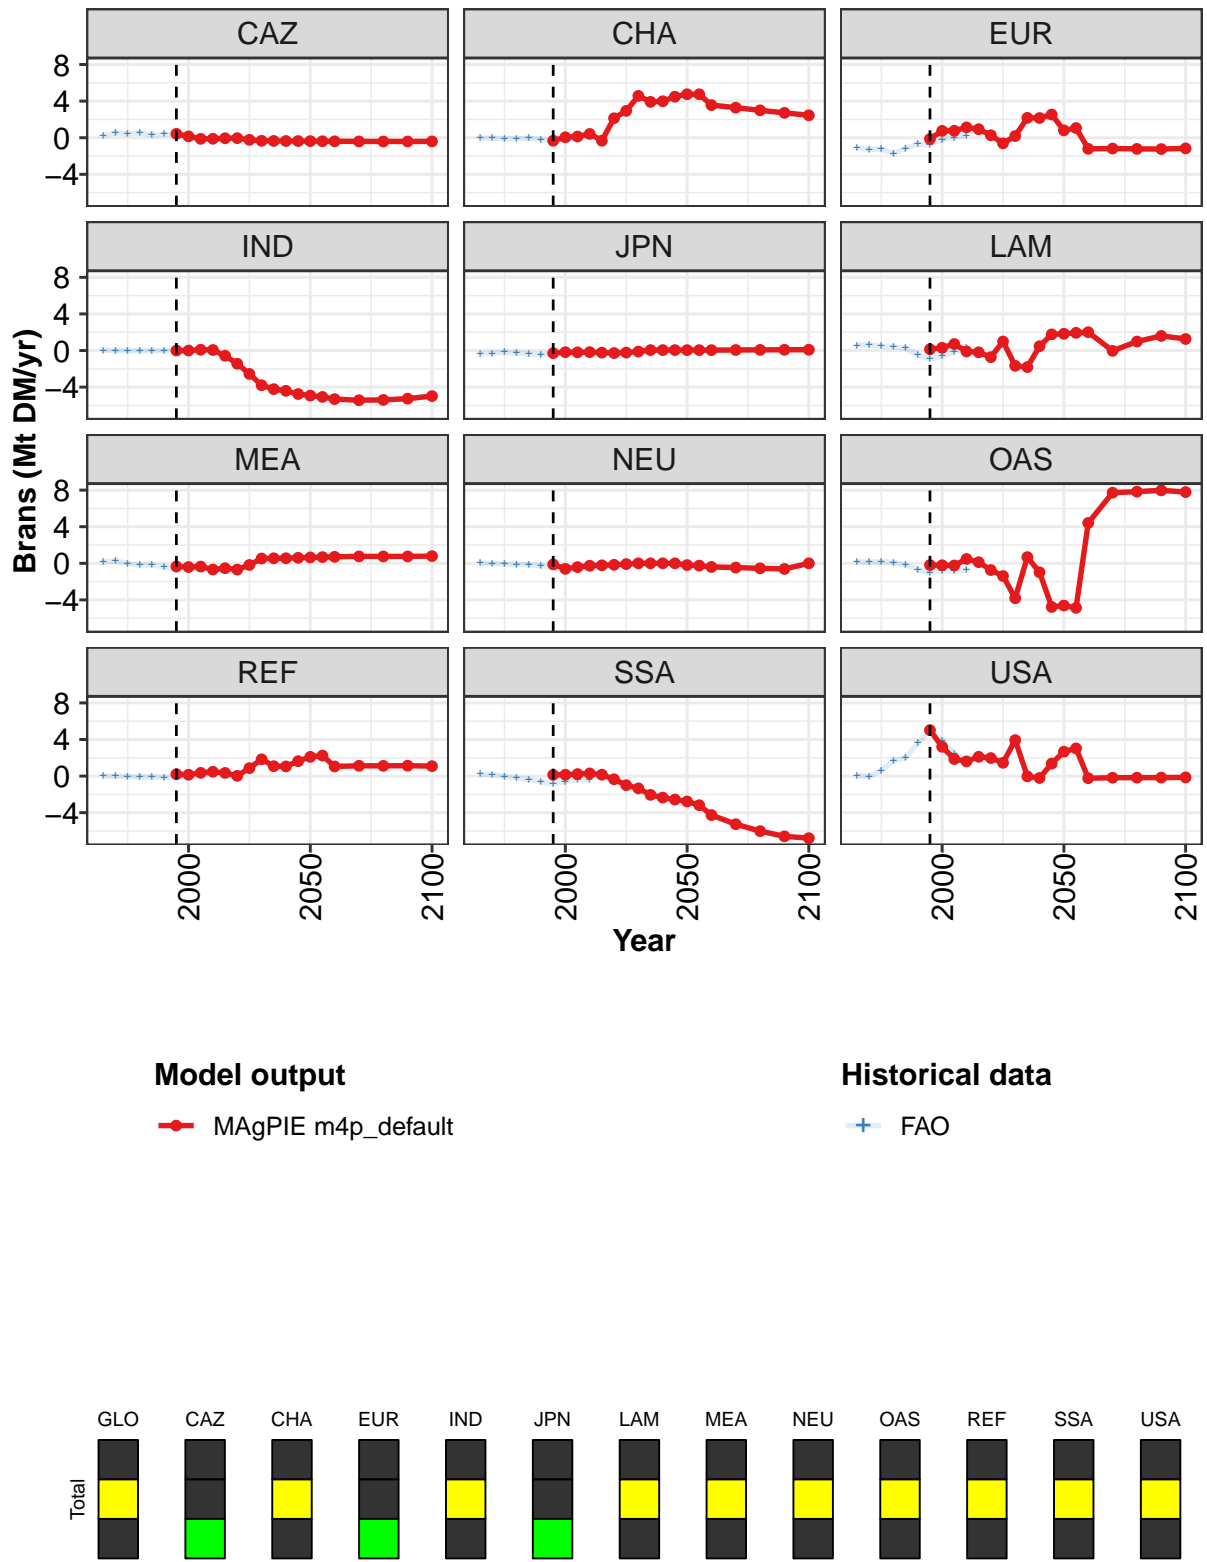 CAZ CHA EUR
8
4
0
−4
IND JPN LAM
8
4
0
−4
MEA NEU OAS
8
4
0
−4
REF SSA USA
8
4
0
−4
Brans (Mt DM/yr)
2000 2050 2100 2000 2050 2100 2000 2050 2100
Year
Model output Historical data
MAgPIE m4p_default FAO
GLO CAZ CHA EUR IND JPN LAM MEA NEU OAS REF SSA USA
Total